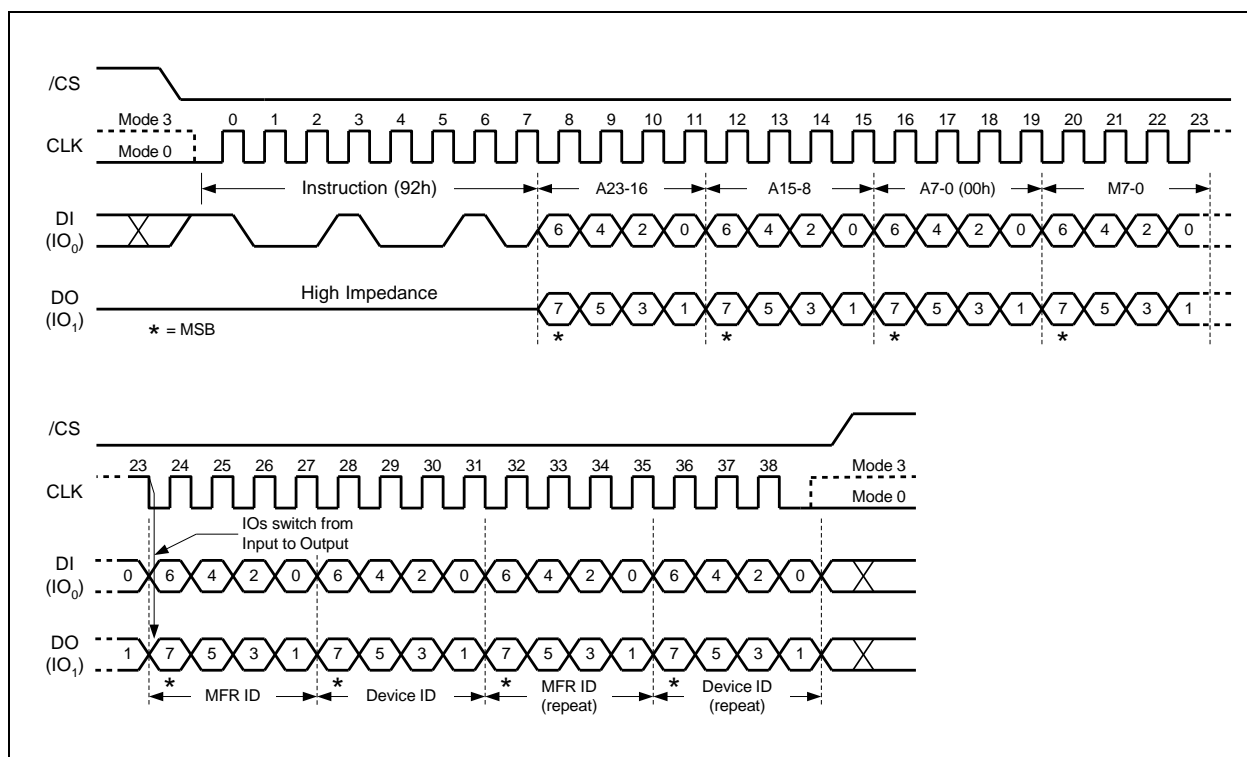 /CS
Mode 3 0 1 2 3 4 5 6 7 8 9 10 11 12 13 14 15 16 17 18 19 20 21 22 23
CLK
Mode 0
Instruction (92h) A23-16 A15-8 A7-0 (00h) M7-0
DI
(IO0) 6 4 2 0 6 4 2 0 6 4 2 0 6 4 2 0
High Impedance
DO
(IO1) 7 5 3 1 7 5 3 1 7 5 3 1 7 5 3 1
* = MSB * * * *
/CS
23 24 25 26 27 28 29 30 31 32 33 34 35 36 37 38 Mode 3
CLK
Mode 0
IOs switch from
Input to Output
DI
(IO0) 0 6 4 2 0 6 4 2 0 6 4 2 0 6 4 2 0
DO
(IO1) 1 7 5 3 1 7 5 3 1 7 5 3 1 7 5 3 1
* * * *
MFR ID Device ID MFR ID (repeat) Device ID (repeat)